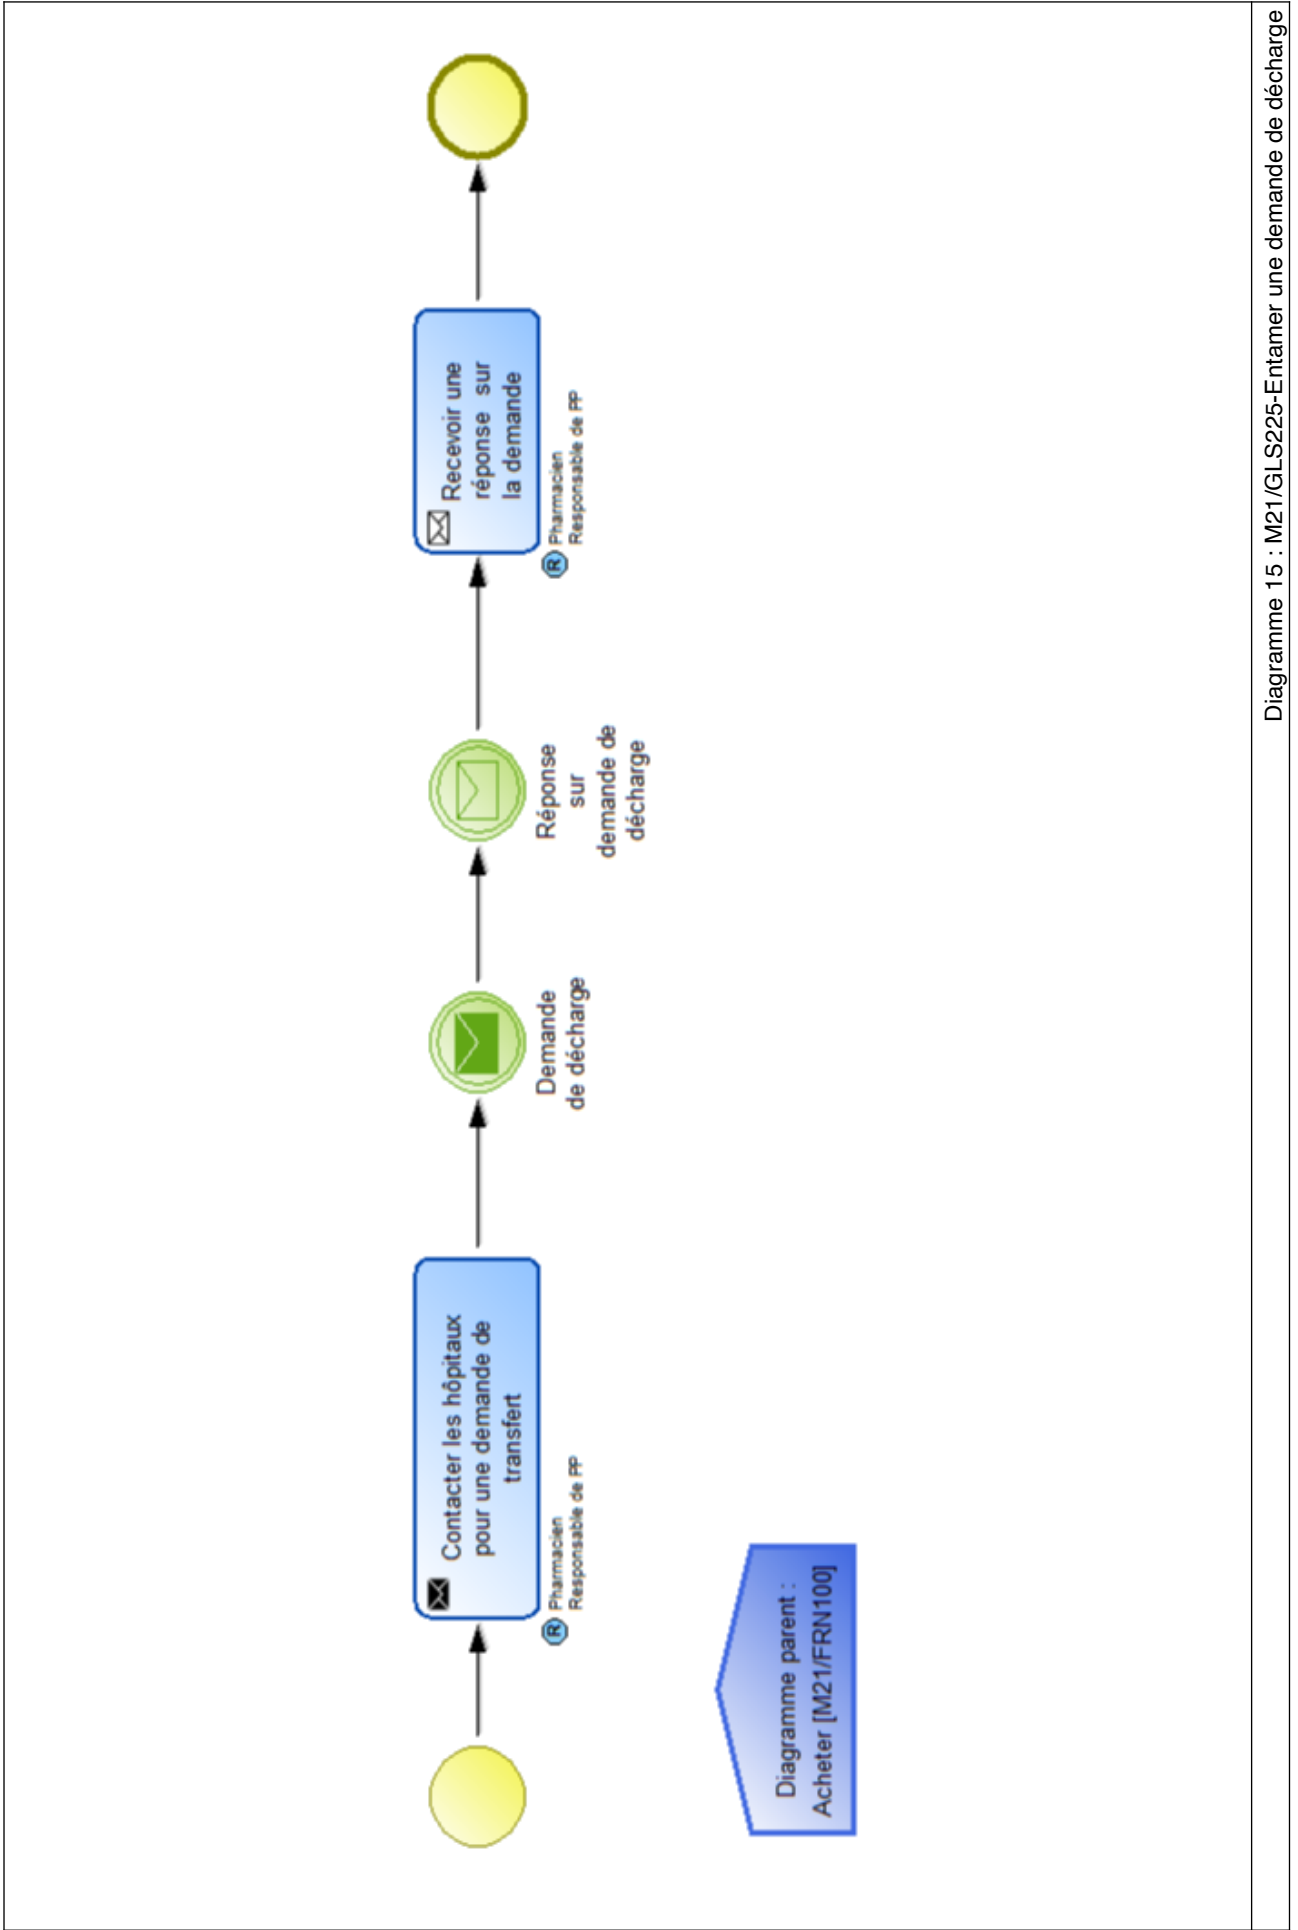 Contacter les hôpitaux
pour une demande de
transfert
R Pharmacien
Responsable de PP
Demande
de décharge
Réponse
sur
demande de
décharge
Recevoir une
réponse sur
la demande
R Pharmacien
Responsable de PP
Diagramme parent :
Acheter [M21/FRN100]
Diagramme 15 : M21/GLS225-Entamer une demande de décharge